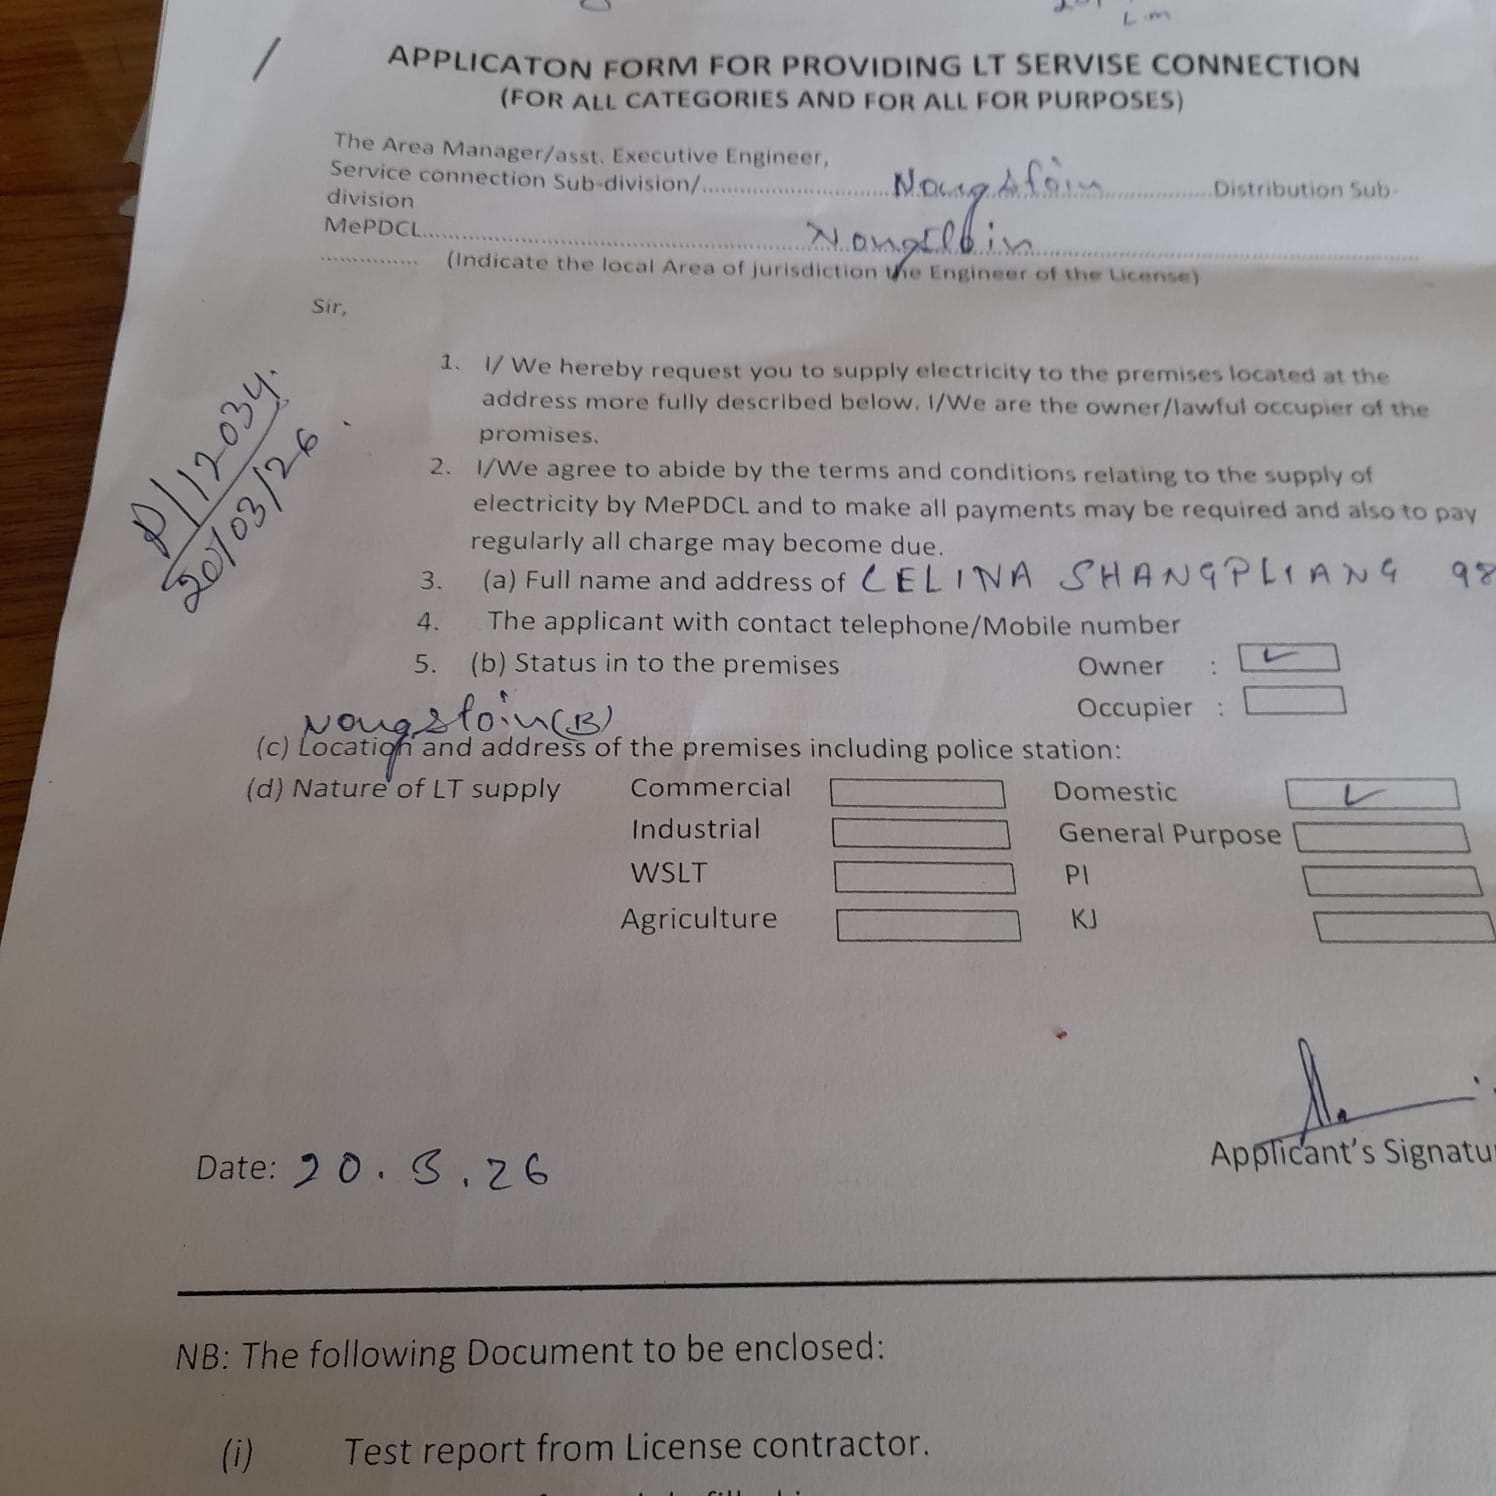 L.m
APPLICATON FORM FOR PROVIDING LT SERVISE CONNECTION
(FOR ALL CATEGORIES AND FOR ALL FOR PURPOSES)
The Area Manager/asst. Executive Engineer,
Service connection Sub-division/.......................... Nongstoin ...............Distribution Sub-
division
MePDCL.......................................................... Nongstoin ..........................................................
............... (Indicate the local Area of jurisdiction the Engineer of the License)
Sir,
D/12034.
20/03/26
1. I/ We hereby request you to supply electricity to the premises located at the
address more fully described below, I/We are the owner/lawful occupier of the
promises.
2. I/We agree to abide by the terms and conditions relating to the supply of
electricity by MePDCL and to make all payments may be required and also to pay
regularly all charge may become due.
3. (a) Full name and address of CELINA SHANGPLIANG 98
4. The applicant with contact telephone/Mobile number
5. (b) Status in to the premises Owner : ✓
Occupier :
Nongstoin (B)
(c) Location and address of the premises including police station:
(d) Nature of LT supply Commercial Domestic ✓
Industrial General Purpose
WSLT PI
Agriculture KJ
Date: 20.3.26
Applicant's Signatu
NB: The following Document to be enclosed:
(i) Test report from License contractor.